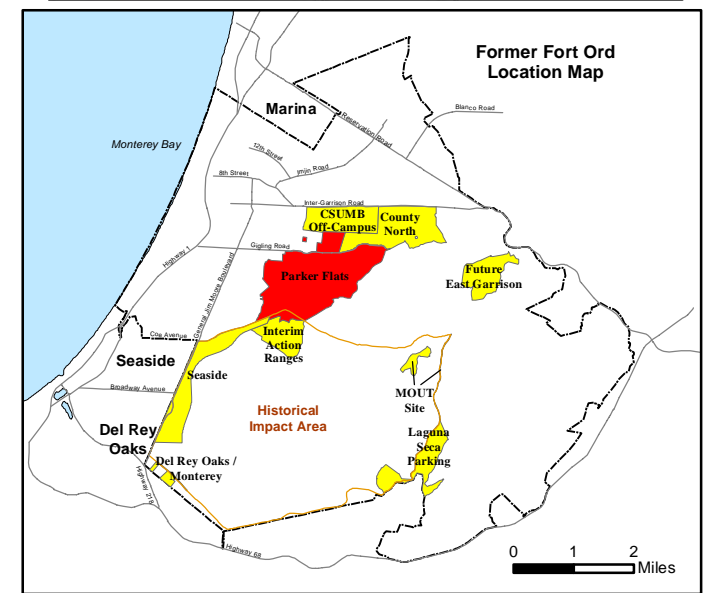 Former Fort Ord
Location Map
Marina
Blanco Road
Reservation Road
Monterey Bay
12th Street
Imjin Road
8th Street
Inter-Garrison Road
CSUMB
Off-Campus
County
North
Gigling Road
Highway 1
General Jim Moore Boulevard
Parker Flats
Future
East Garrison
Coe Avenue
Interim
Action
Ranges
Seaside
Seaside
Broadway Avenue
MOUT
Site
Historical
Impact Area
Del Rey
Oaks
Laguna
Seca
Parking
Del Rey Oaks /
Monterey
Highway 218
Highway 68
0 1 2
Miles